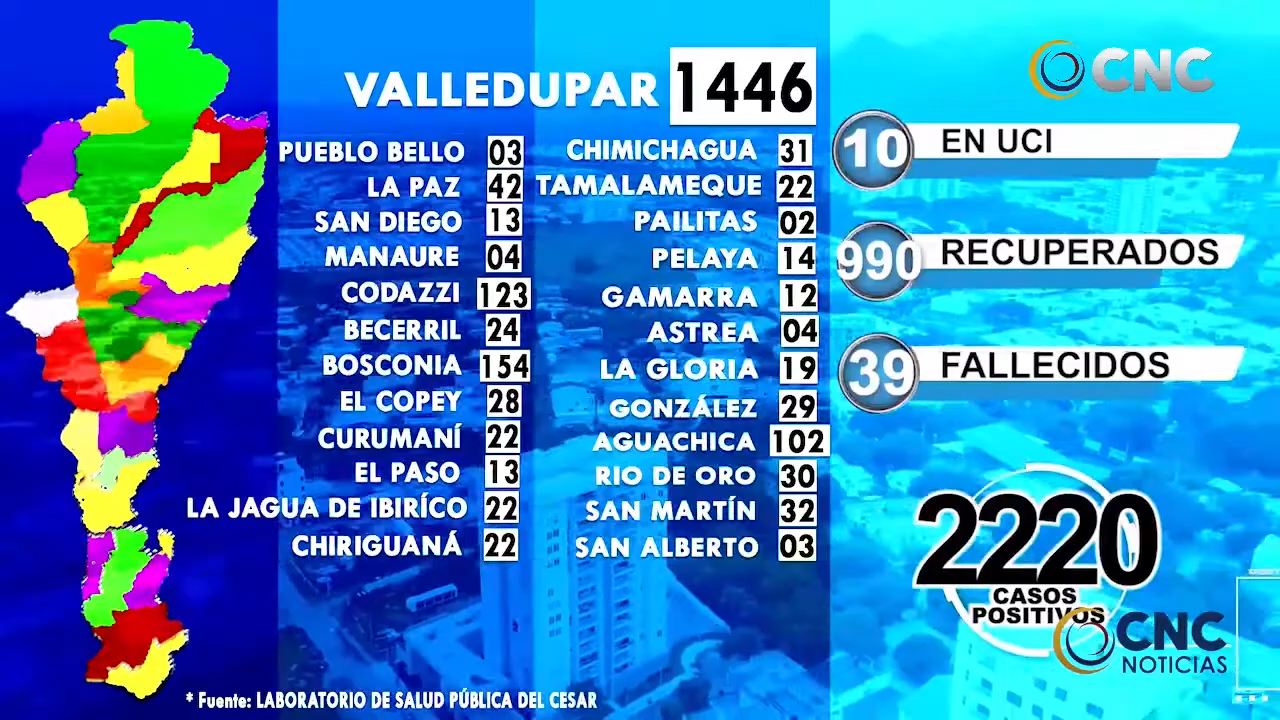 VALLEDUPAR 1446
PUEBLO BELLO 03
LA PAZ 42
SAN DIEGO 13
MANAURE 04
CODAZZI 123
BECERRIL 24
BOSCONIA 154
EL COPEY 28
CURUMANÍ 22
EL PASO 13
LA JAGUA DE IBIRÍCO 22
CHIRIGUANÁ 22
CHIMICHAGUA 31
TAMALAMEQUE 22
PAILITAS 02
PELAYA 14
GAMARRA 12
ASTREA 04
LA GLORIA 19
GONZÁLEZ 29
AGUACHICA 102
RIO DE ORO 30
SAN MARTÍN 32
SAN ALBERTO 03
CNC
10 EN UCI
990 RECUPERADOS
39 FALLECIDOS
2220
CASOS
POSITIVOS
CNC
NOTICIAS
* Fuente: LABORATORIO DE SALUD PÚBLICA DEL CESAR